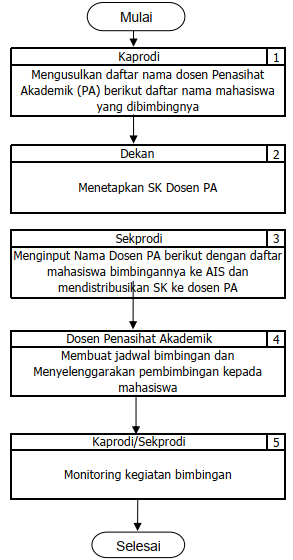 Mulai
Kaprodi 1
Mengusulkan daftar nama dosen Penasihat
Akademik (PA) berikut daftar nama mahasiswa
yang dibimbingnya
Dekan 2
Menetapkan SK Dosen PA
Sekprodi 3
Menginput Nama Dosen PA berikut dengan daftar
mahasiswa bimbingannya ke AIS dan
mendistribusikan SK ke dosen PA
Dosen Penasihat Akademik 4
Membuat jadwal bimbingan dan
Menyelenggarakan pembimbingan kepada
mahasiswa
Kaprodi/Sekprodi 5
Monitoring kegiatan bimbingan
Selesai